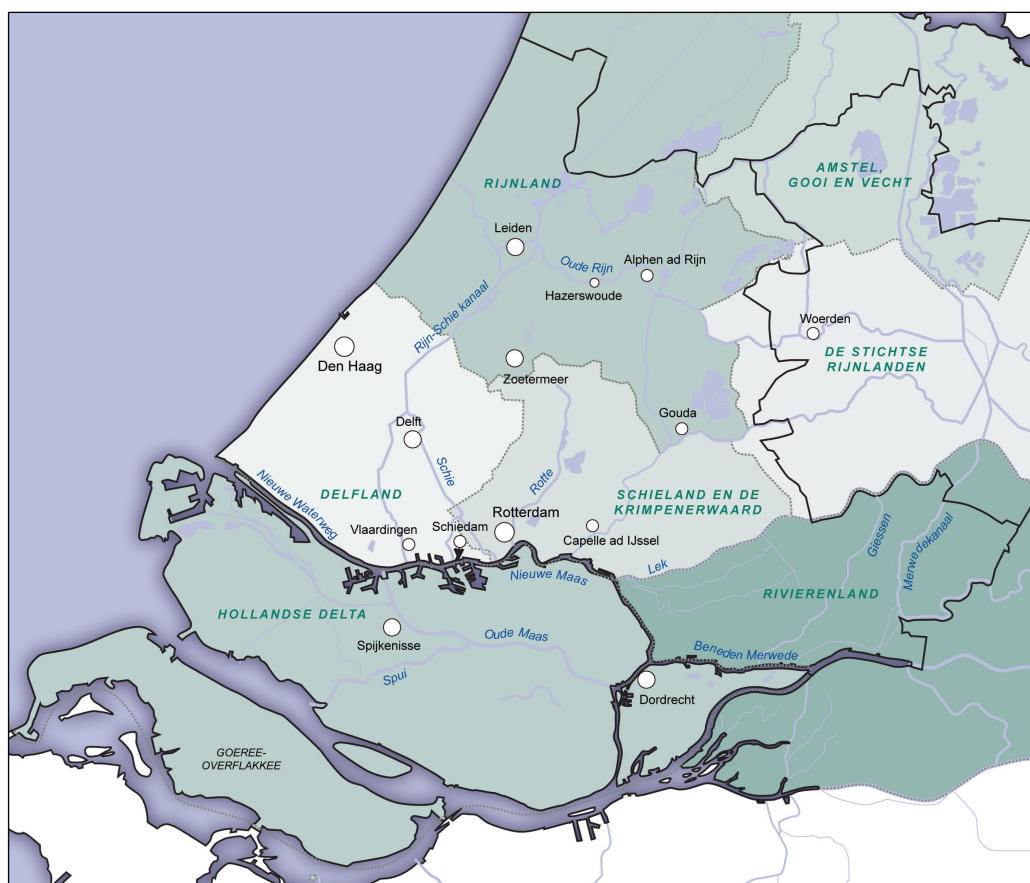 AMSTEL,
GOOI EN VECHT
RIJNLAND
Leiden
Oude Rijn
Alphen ad Rijn
Hazerswoude
Rijn-Schie kanaal
Woerden
Den Haag
DE STICHTSE
RIJNLANDEN
Zoetermeer
Gouda
Delft
Schie
Rotte
Nieuwe Waterweg
DELFLAND
SCHIELAND EN DE
KRIMPENERWAARD
Rotterdam
Vlaardingen
Schiedam
Capelle ad IJssel
Giessen
Merwedekanaal
Lek
Nieuwe Maas
RIVIERENLAND
HOLLANDSE DELTA
Spijkenisse
Oude Maas
Beneden Merwede
Spui
Dordrecht
GOEREE-
OVERFLAKKEE